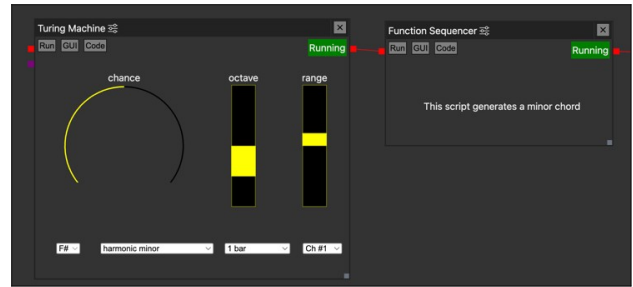 Turing Machine
Run GUI Code Running
chance octave range
F# harmonic minor 1 bar Ch #1
Function Sequencer
Run GUI Code Running
This script generates a minor chord